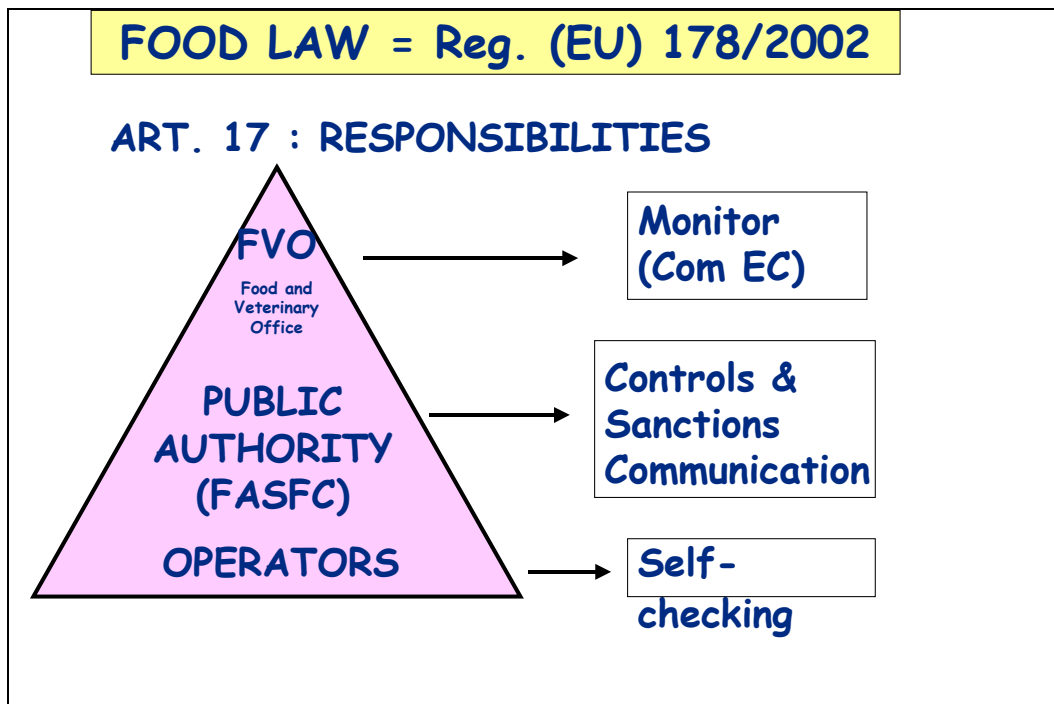 FOOD LAW = Reg. (EU) 178/2002
ART. 17 : RESPONSIBILITIES
FVO
Food and
Veterinary
Office
Monitor
(Com EC)
PUBLIC
AUTHORITY
(FASFC)
Controls &
Sanctions
Communication
OPERATORS
Self-
checking